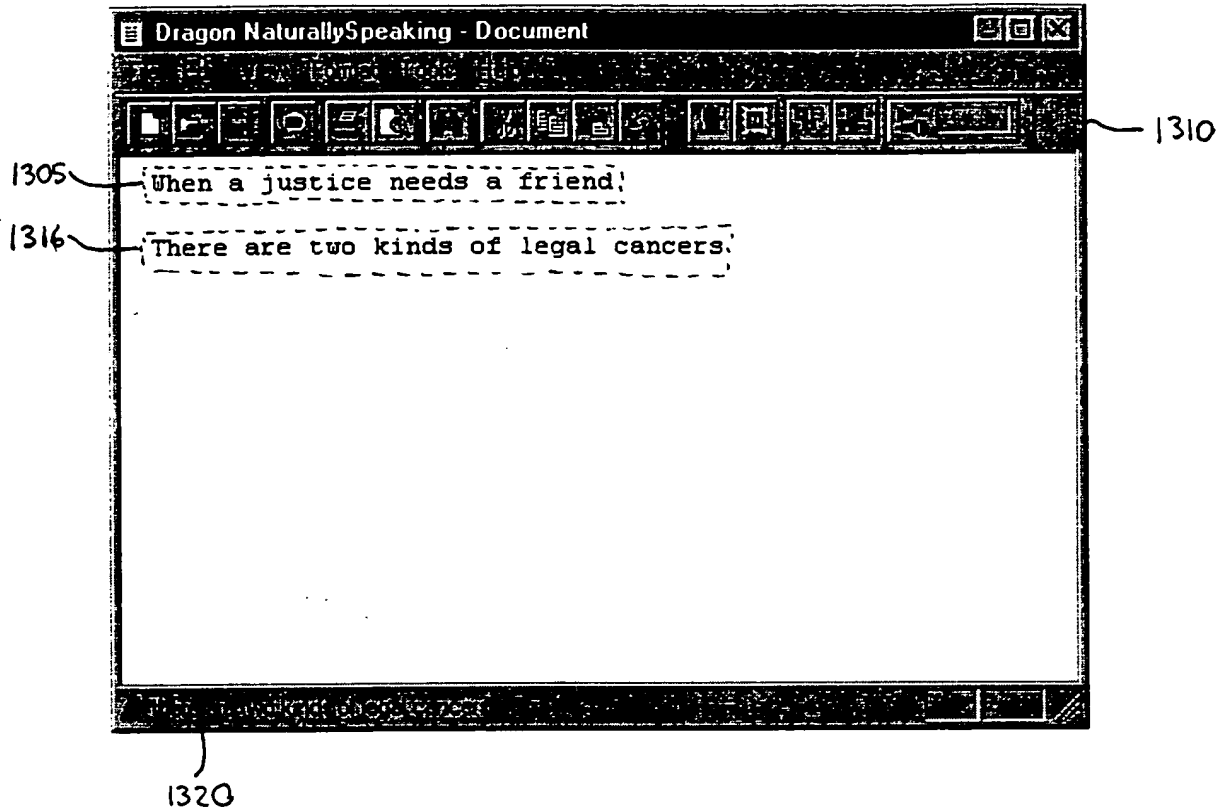 Dragon NaturallySpeaking - Document
1310
1305
When a justice needs a friend.
1316
There are two kinds of legal cancers.
1320